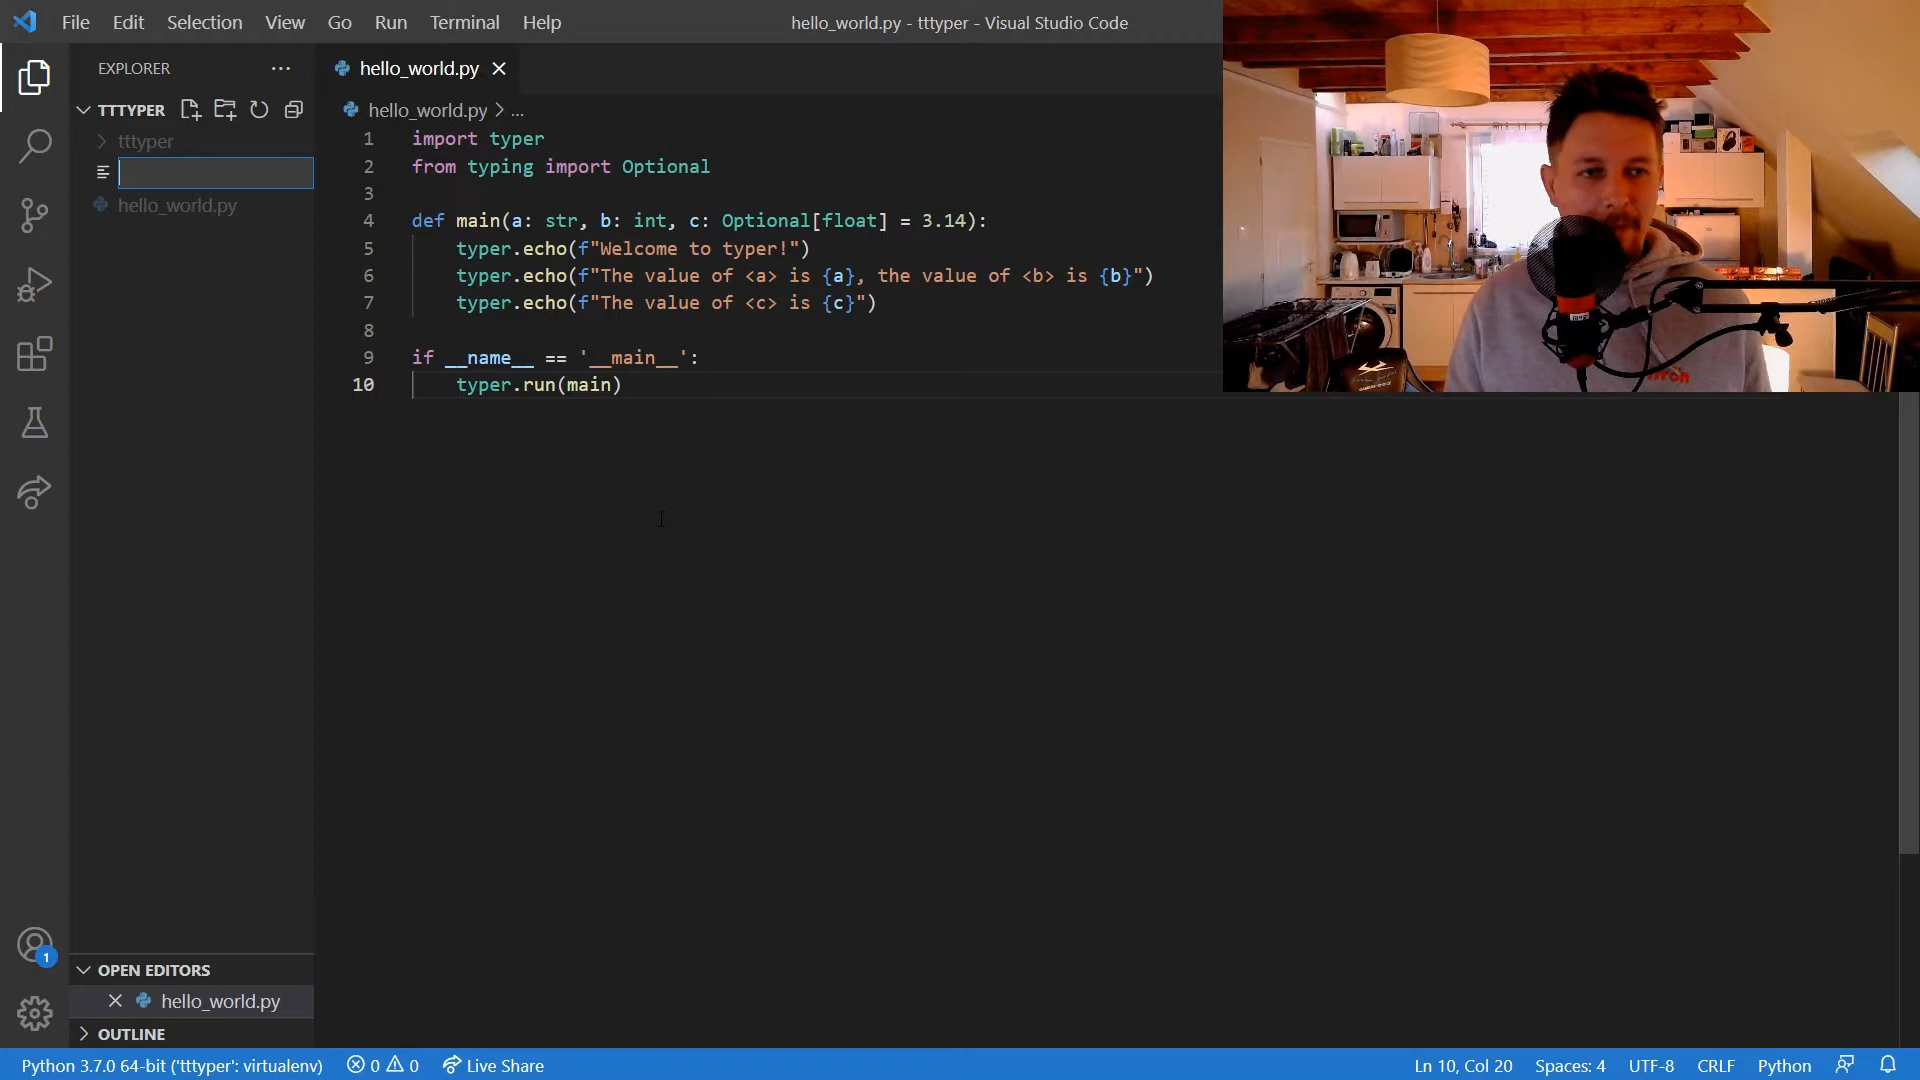 File Edit Selection View Go Run Terminal Help
hello_world.py - tttyper - Visual Studio Code
EXPLORER
TTTYPER
tttyper
hello_world.py
hello_world.py
hello_world.py > ...
1 import typer
2 from typing import Optional
3
4 def main(a: str, b: int, c: Optional[float] = 3.14):
5 typer.echo(f"Welcome to typer!")
6 typer.echo(f"The value of <a> is {a}, the value of <b> is {b}")
7 typer.echo(f"The value of <c> is {c}")
8
9 if __name__ == '__main__':
10 typer.run(main)
1
OPEN EDITORS
hello_world.py
OUTLINE
Python 3.7.0 64-bit ('tttyper': virtualenv) 0 0 Live Share
Ln 10, Col 20 Spaces: 4 UTF-8 CRLF Python